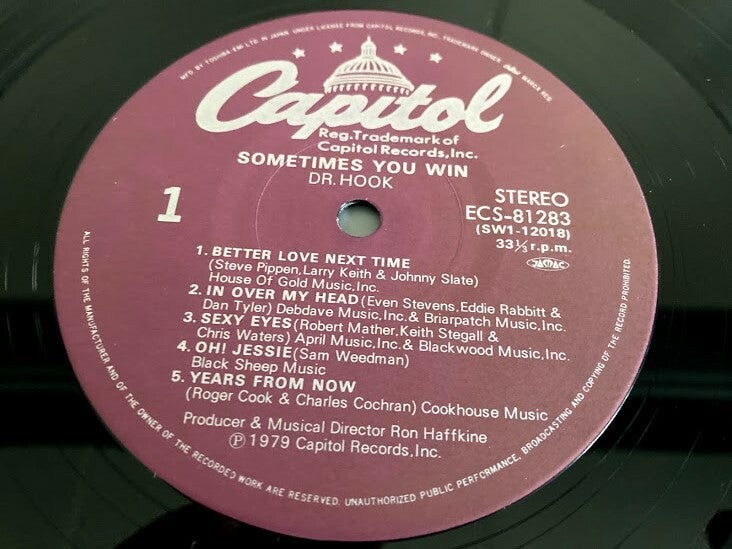 MFD BY TOSHIBA EMI LTD. IN JAPAN UNDER LICENSE FROM CAPITOL RECORDS, INC. TRADEMARK OWNER. MARCA REG.
Capitol
Reg. Trademark of
Capitol Records, Inc.
SOMETIMES YOU WIN
DR. HOOK
1
STEREO
ECS-81283
(SW1-12018)
33⅓ r.p.m.
JASRAC
1. BETTER LOVE NEXT TIME
(Steve Pippen, Larry Keith & Johnny Slate)
House Of Gold Music, Inc.
2. IN OVER MY HEAD (Even Stevens, Eddie Rabbitt &
Dan Tyler) Debdave Music, Inc. & Briarpatch Music, Inc.
3. SEXY EYES (Robert Mather, Keith Stegall &
Chris Waters) April Music, Inc. & Blackwood Music, Inc.
4. OH! JESSIE (Sam Weedman)
Black Sheep Music
5. YEARS FROM NOW
(Roger Cook & Charles Cochran) Cookhouse Music
Producer & Musical Director Ron Haffkine
Ⓟ 1979 Capitol Records, Inc.
ALL RIGHTS OF THE MANUFACTURER AND OF THE OWNER OF THE RECORDED WORK ARE RESERVED. UNAUTHORIZED PUBLIC PERFORMANCE, BROADCASTING AND COPYING OF THE RECORD PROHIBITED.